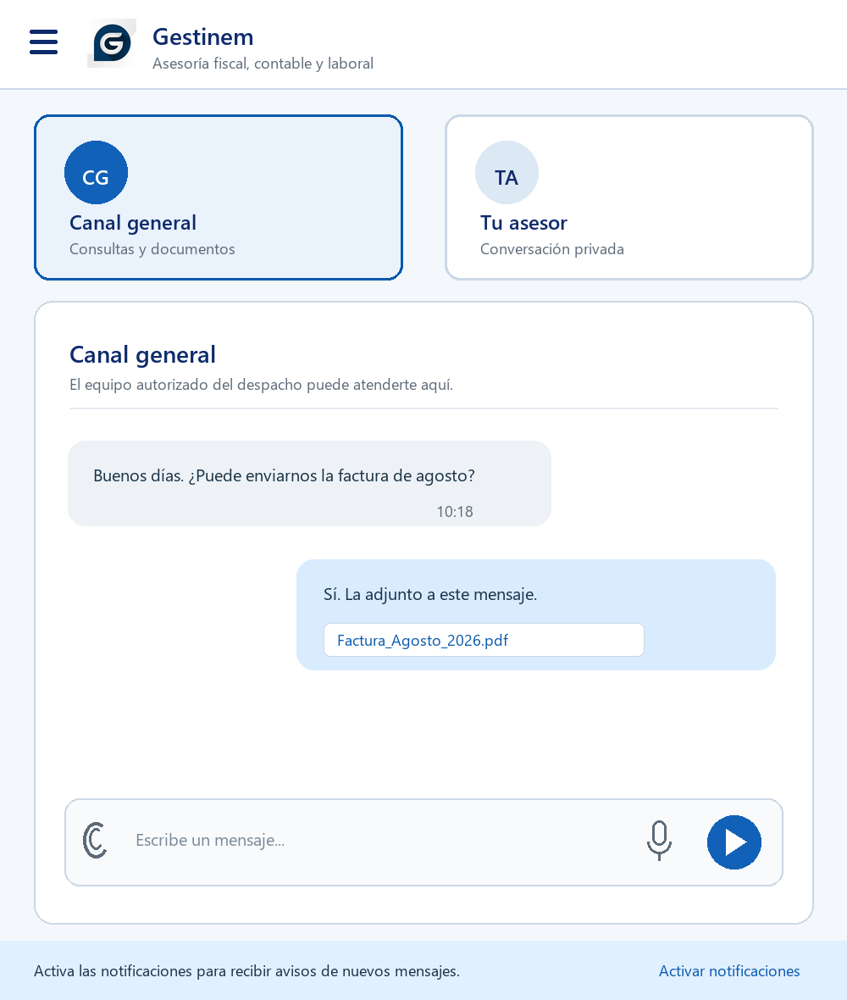 G
Gestinem
Asesoría fiscal, contable y laboral
CG
Canal general
Consultas y documentos
TA
Tu asesor
Conversación privada
Canal general
El equipo autorizado del despacho puede atenderte aquí.
Buenos días. ¿Puede enviarnos la factura de agosto?
10:18
Sí. La adjunto a este mensaje.
Factura_Agosto_2026.pdf
Escribe un mensaje...
Activa las notificaciones para recibir avisos de nuevos mensajes.
Activar notificaciones